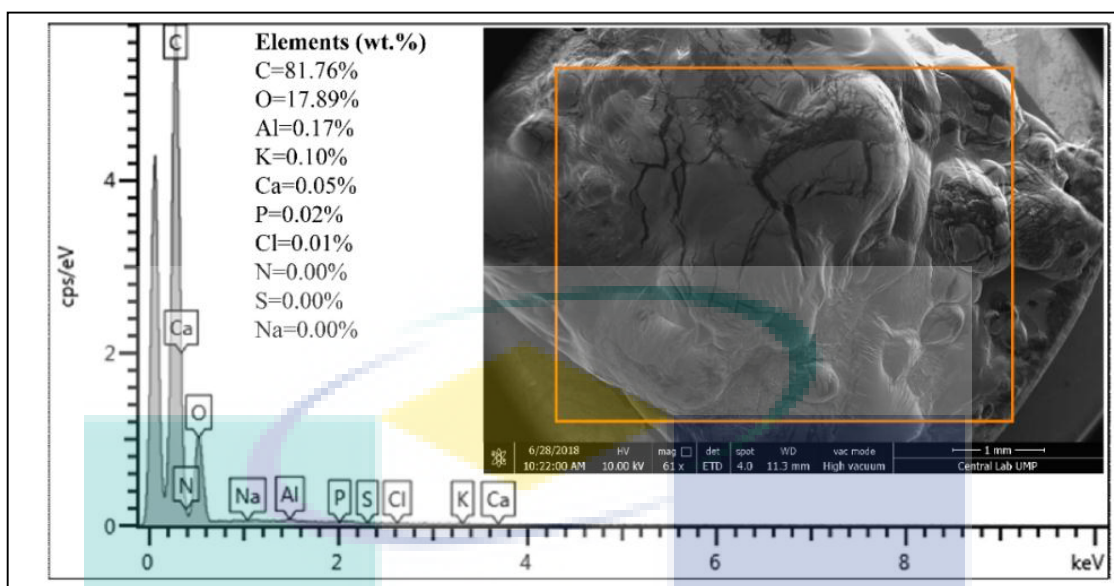 Elements (wt.%)
C=81.76%
O=17.89%
Al=0.17%
K=0.10%
Ca=0.05%
P=0.02%
Cl=0.01%
N=0.00%
S=0.00%
Na=0.00%
cps/eV
4
2
0
C
Ca
O
N
Na
Al
P
S
Cl
K
Ca
0
2
4
6
8
keV
6/28/2018 HV mag det spot WD vac mode 1 mm
10:22:00 AM 10.00 kV 61 x ETD 4.0 11.3 mm High vacuum Central Lab UMP